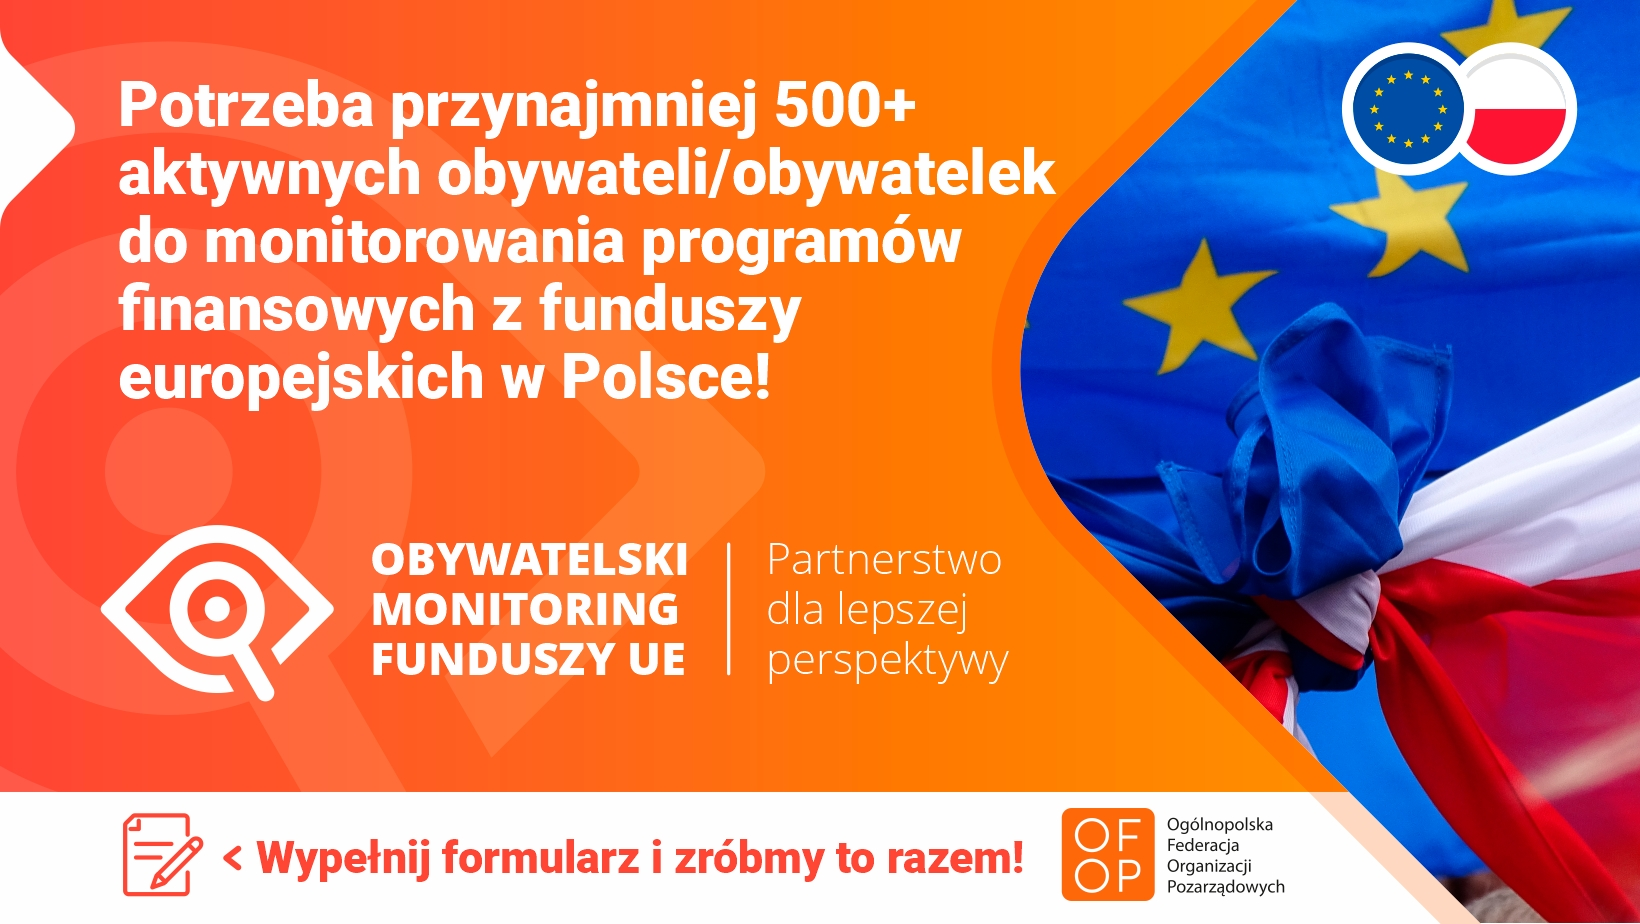 Potrzeba przynajmniej 500+
aktywnych obywateli/obywatelek
do monitorowania programów
finansowych z funduszy
europejskich w Polsce!
OBYWATELSKI
MONITORING
FUNDUSZY UE
Partnerstwo
dla lepszej
perspektywy
< Wypełnij formularz i zróbmy to razem!
OF
OP
Ogólnopolska
Federacja
Organizacji
Pozarządowych